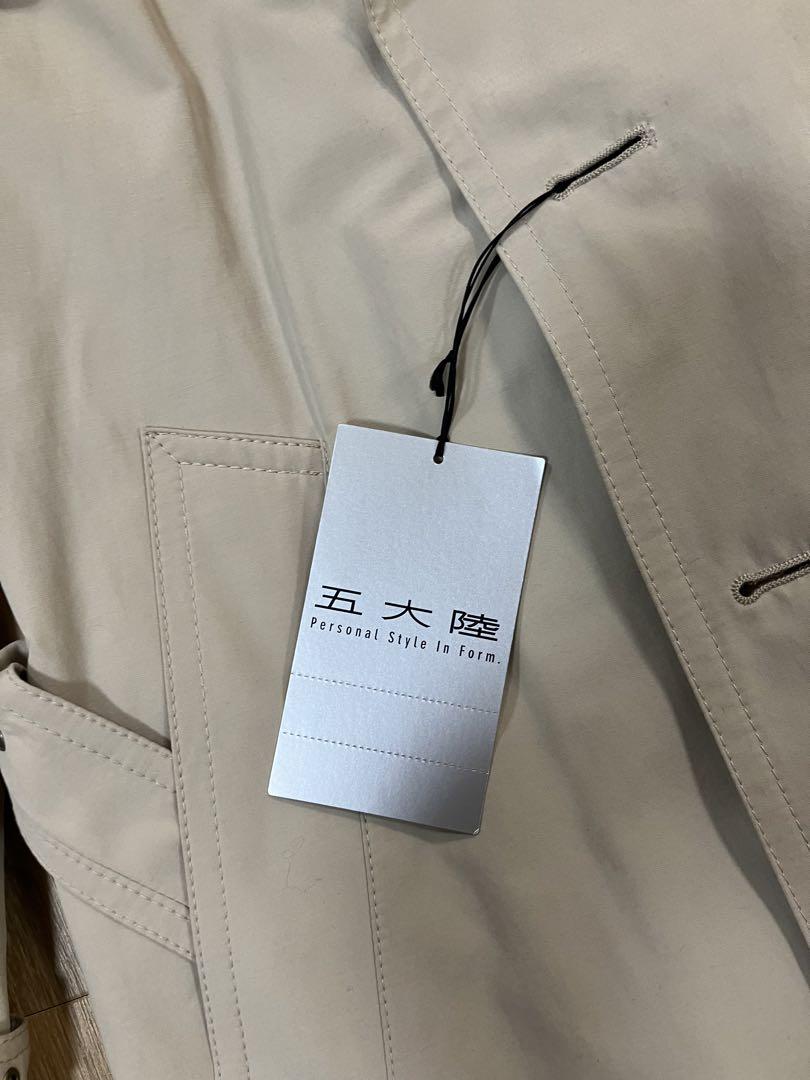 五大陸
Personal Style In Form.